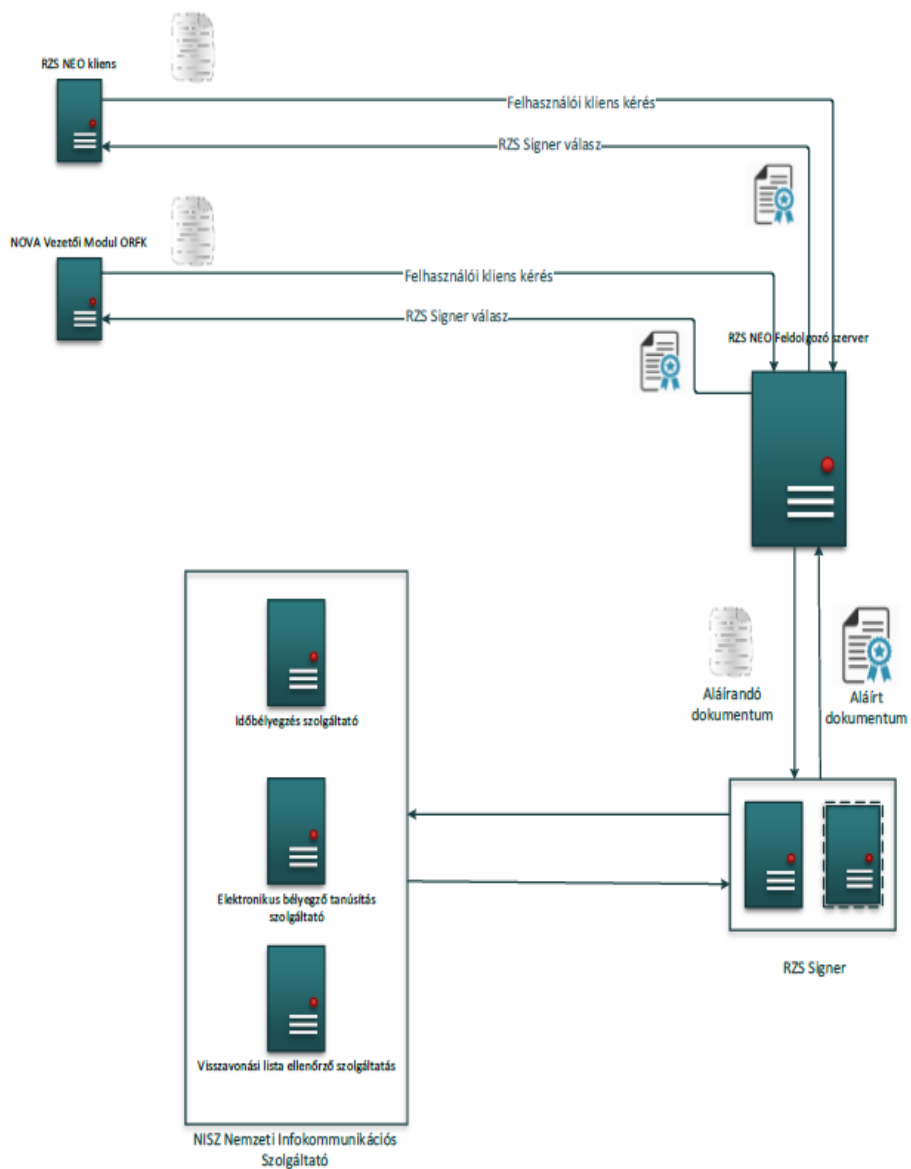 RZS NEO kliens
Felhasználói kliens kérés
RZS Signer válasz
NOVA Vezetői Modul ORFK
Felhasználói kliens kérés
RZS Signer válasz
RZS NEO Feldolgozó szerver
Aláírandó
dokumentum
Aláírt
dokumentum
Időbélyegzés szolgáltató
Elektronikus bélyegző tanúsítás
szolgáltató
Visszavonási lista ellenőrző szolgáltatás
RZS Signer
NISZ Nemzeti Infokommunikációs
Szolgáltató